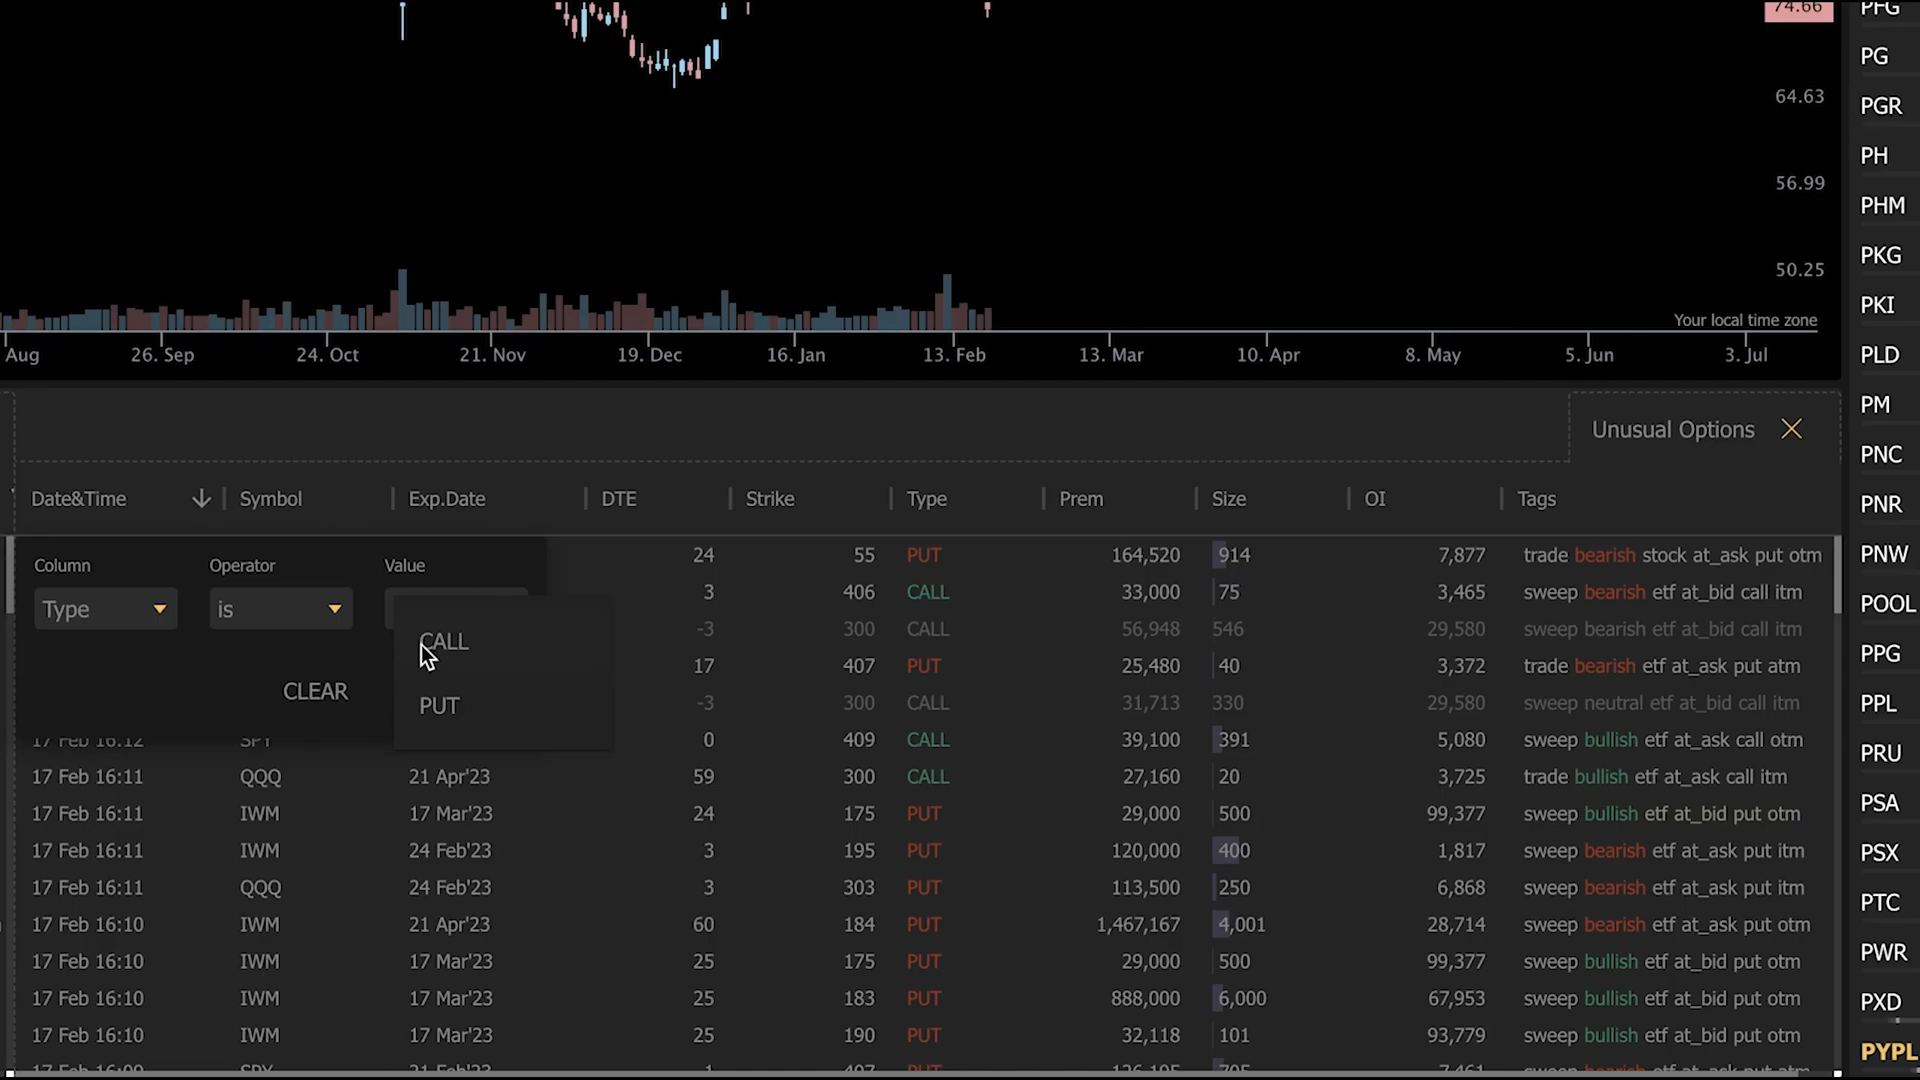 74.66
64.63
56.99
50.25
Your local time zone
Aug 26. Sep 24. Oct 21. Nov 19. Dec 16. Jan 13. Feb 13. Mar 10. Apr 8. May 5. Jun 3. Jul
Unusual Options
Date&Time Symbol Exp.Date DTE Strike Type Prem Size OI Tags
Column Operator Value
Type is
CALL
PUT
CLEAR
24 55 PUT 164,520 914 7,877 trade bearish stock at_ask put otm
3 406 CALL 33,000 75 3,465 sweep bearish etf at_bid call itm
-3 300 CALL 56,948 546 29,580 sweep bearish etf at_bid call itm
17 407 PUT 25,480 40 3,372 trade bearish etf at_ask put atm
-3 300 CALL 31,713 330 29,580 sweep neutral etf at_bid call itm
17 Feb 16:12 SPY 0 409 CALL 39,100 391 5,080 sweep bullish etf at_ask call otm
17 Feb 16:11 QQQ 21 Apr'23 59 300 CALL 27,160 20 3,725 trade bullish etf at_ask call itm
17 Feb 16:11 IWM 17 Mar'23 24 175 PUT 29,000 500 99,377 sweep bullish etf at_bid put otm
17 Feb 16:11 IWM 24 Feb'23 3 195 PUT 120,000 400 1,817 sweep bearish etf at_ask put itm
17 Feb 16:11 QQQ 24 Feb'23 3 303 PUT 113,500 250 6,868 sweep bearish etf at_ask put itm
17 Feb 16:10 IWM 21 Apr'23 60 184 PUT 1,467,167 4,001 28,714 sweep bearish etf at_ask put otm
17 Feb 16:10 IWM 17 Mar'23 25 175 PUT 29,000 500 99,377 sweep bullish etf at_bid put otm
17 Feb 16:10 IWM 17 Mar'23 25 183 PUT 888,000 6,000 67,953 sweep bullish etf at_bid put otm
17 Feb 16:10 IWM 17 Mar'23 25 190 PUT 32,118 101 93,779 sweep bullish etf at_bid put otm
PFG
PG
PGR
PH
PHM
PKG
PKI
PLD
PM
PNC
PNR
PNW
POOL
PPG
PPL
PRU
PSA
PSX
PTC
PWR
PXD
PYPL